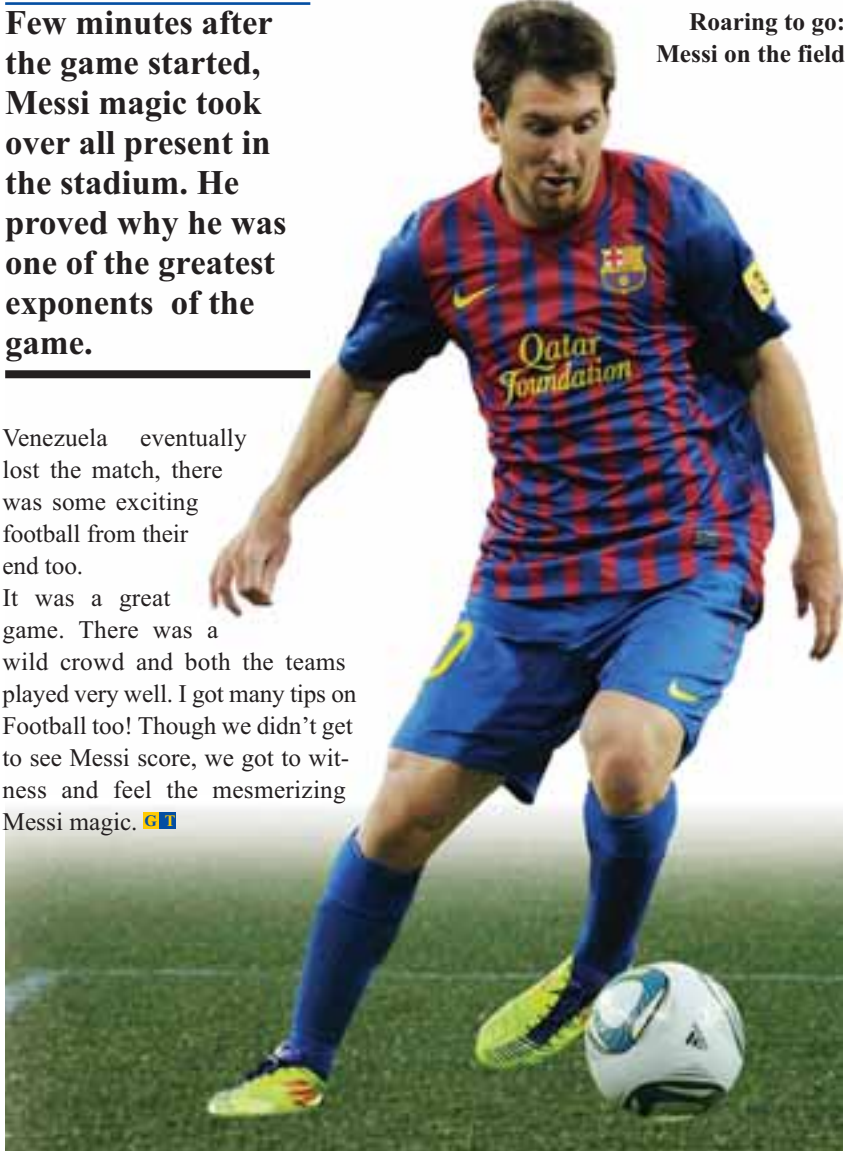 Few minutes after
the game started,
Messi magic took
over all present in
the stadium. He
proved why he was
one of the greatest
exponents of the
game.
Roaring to go:
Messi on the field
Venezuela eventually
lost the match, there
was some exciting
football from their
end too.
It was a great
game. There was a
wild crowd and both the teams
played very well. I got many tips on
Football too! Though we didn't get
to see Messi score, we got to wit-
ness and feel the mesmerizing
Messi magic. G T
Qatar
Foundation
0